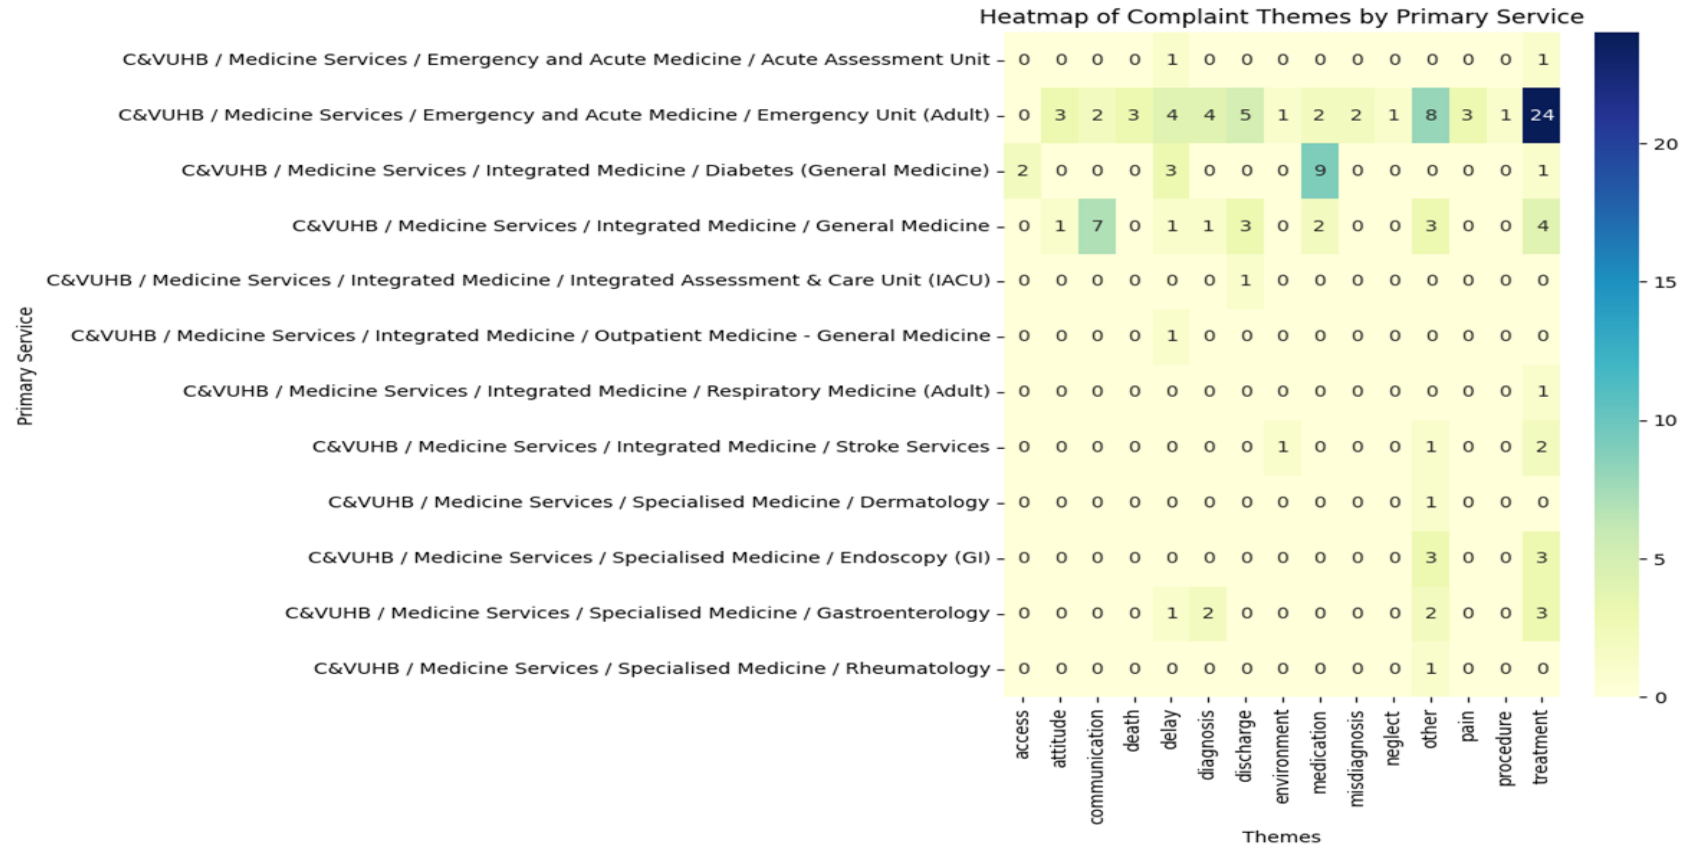 Heatmap of Complaint Themes by Primary Service
Primary Service
C&VUHB / Medicine Services / Emergency and Acute Medicine / Acute Assessment Unit 0 0 0 0 1 0 0 0 0 0 0 0 0 0 1
C&VUHB / Medicine Services / Emergency and Acute Medicine / Emergency Unit (Adult) 0 3 2 3 4 4 5 1 2 2 1 8 3 1 24
C&VUHB / Medicine Services / Integrated Medicine / Diabetes (General Medicine) 2 0 0 0 3 0 0 0 9 0 0 0 0 0 1
C&VUHB / Medicine Services / Integrated Medicine / General Medicine 0 1 7 0 1 1 3 0 2 0 0 3 0 0 4
C&VUHB / Medicine Services / Integrated Medicine / Integrated Assessment & Care Unit (IACU) 0 0 0 0 0 0 1 0 0 0 0 0 0 0 0
C&VUHB / Medicine Services / Integrated Medicine / Outpatient Medicine - General Medicine 0 0 0 0 1 0 0 0 0 0 0 0 0 0 0
C&VUHB / Medicine Services / Integrated Medicine / Respiratory Medicine (Adult) 0 0 0 0 0 0 0 0 0 0 0 0 0 0 1
C&VUHB / Medicine Services / Integrated Medicine / Stroke Services 0 0 0 0 0 0 0 1 0 0 0 1 0 0 2
C&VUHB / Medicine Services / Specialised Medicine / Dermatology 0 0 0 0 0 0 0 0 0 0 0 1 0 0 0
C&VUHB / Medicine Services / Specialised Medicine / Endoscopy (GI) 0 0 0 0 0 0 0 0 0 0 0 3 0 0 3
C&VUHB / Medicine Services / Specialised Medicine / Gastroenterology 0 0 0 0 1 2 0 0 0 0 0 2 0 0 3
C&VUHB / Medicine Services / Specialised Medicine / Rheumatology 0 0 0 0 0 0 0 0 0 0 0 1 0 0 0
access
attitude
communication
death
delay
diagnosis
discharge
environment
medication
misdiagnosis
neglect
other
pain
procedure
treatment
Themes
20
15
10
5
0